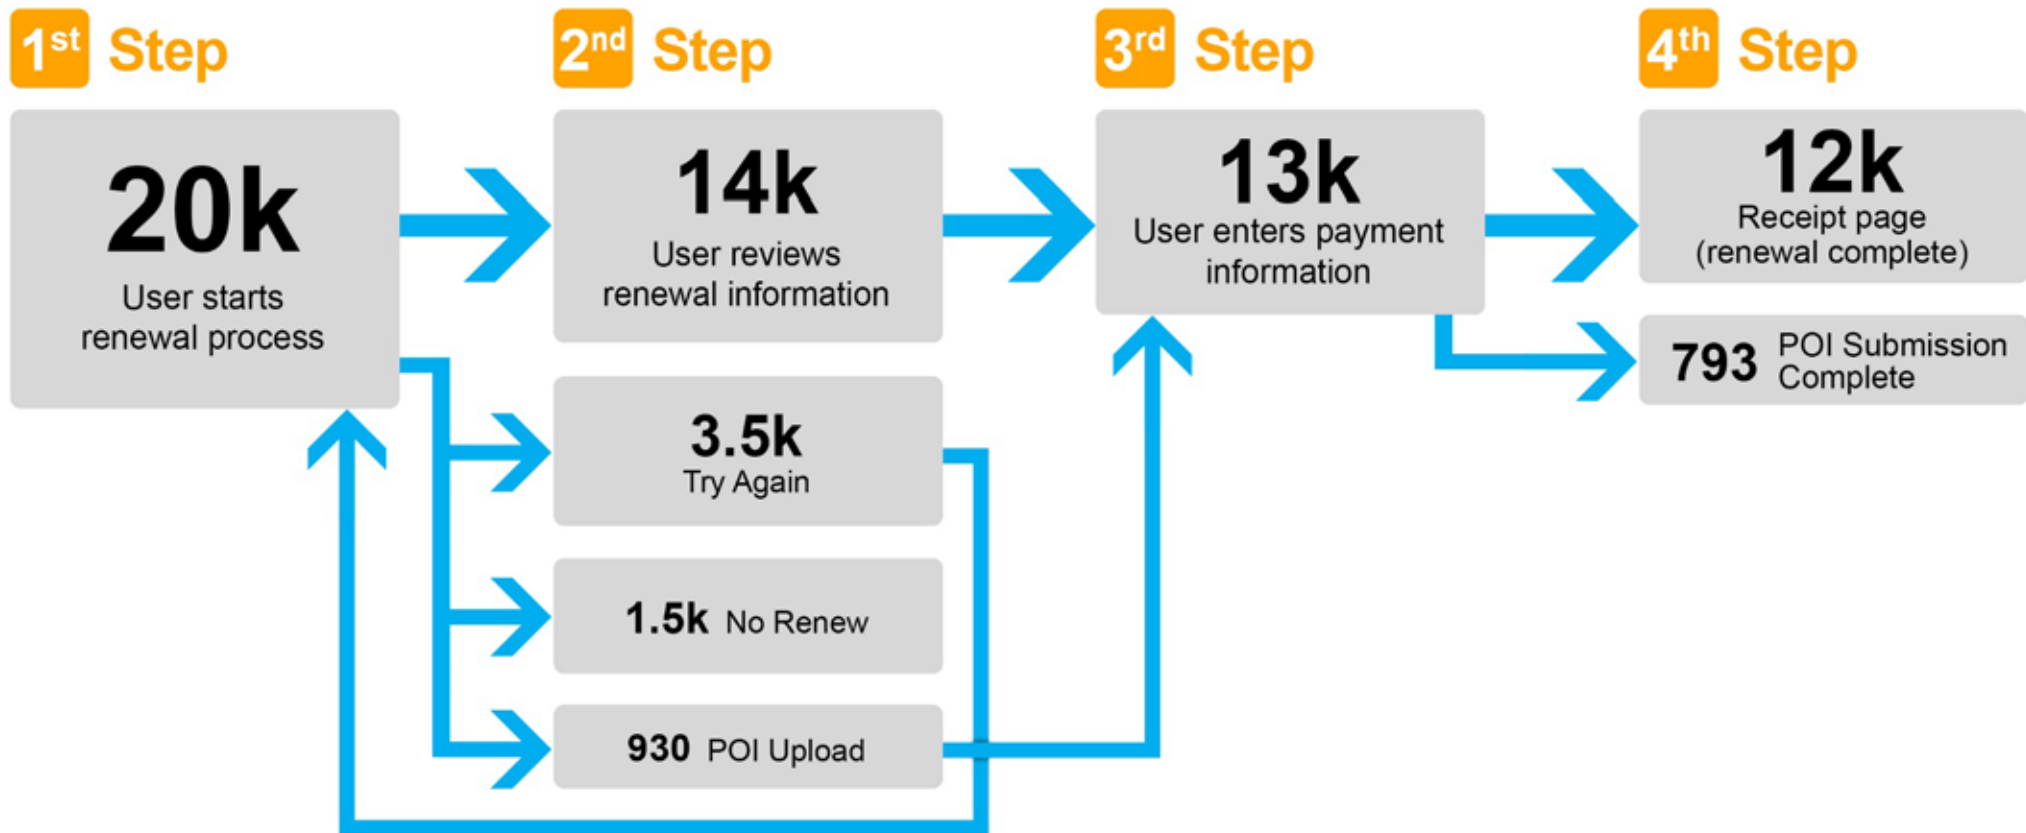 1st Step
20k
User starts
renewal process
2nd Step
14k
User reviews
renewal information
3.5k
Try Again
1.5k No Renew
930 POI Upload
3rd Step
13k
User enters payment
information
4th Step
12k
Receipt page
(renewal complete)
793 POI Submission
Complete